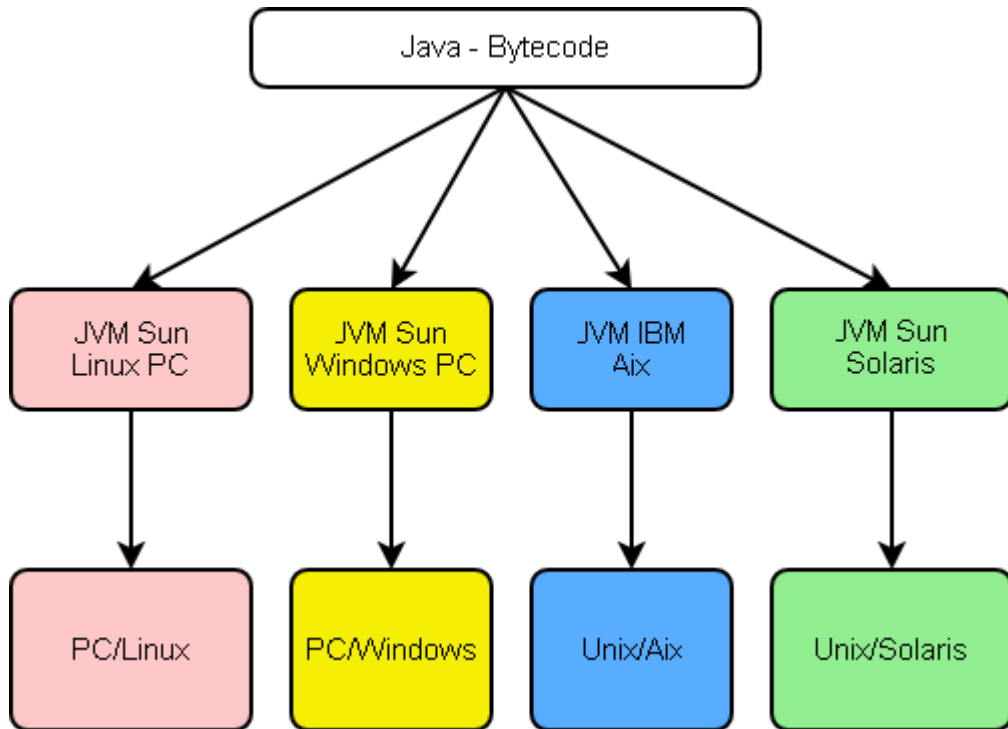 Java - Bytecode
JVM Sun
Linux PC
JVM Sun
Windows PC
JVM IBM
Aix
JVM Sun
Solaris
PC/Linux
PC/Windows
Unix/Aix
Unix/Solaris